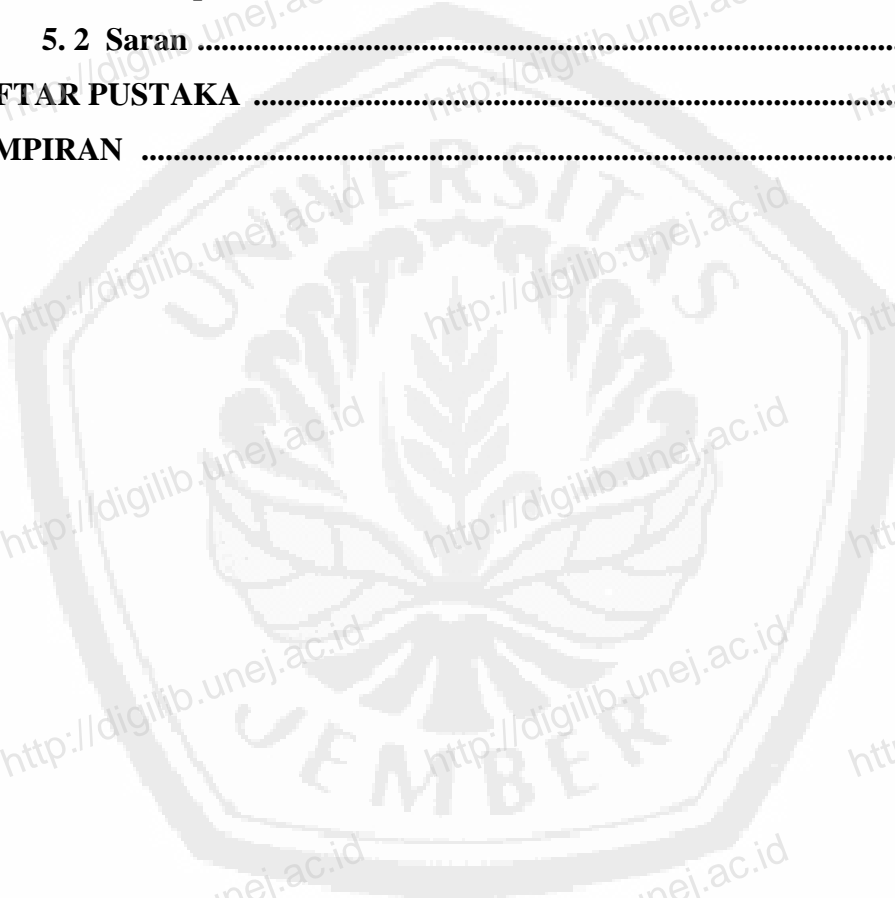 5. 2 Saran ................................................................................
FTAR PUSTAKA ................................................................................
MPIRAN ................................................................................
UNIVERSITAS
JEMBER
http://digilib.unej.ac.id
http://digilib.unej.ac.id
http://digilib.unej.ac.id
http://digilib.unej.ac.id
http://digilib.unej.ac.id
http://digilib.unej.ac.id
http://digilib.unej.ac.id
http://digilib.unej.ac.id